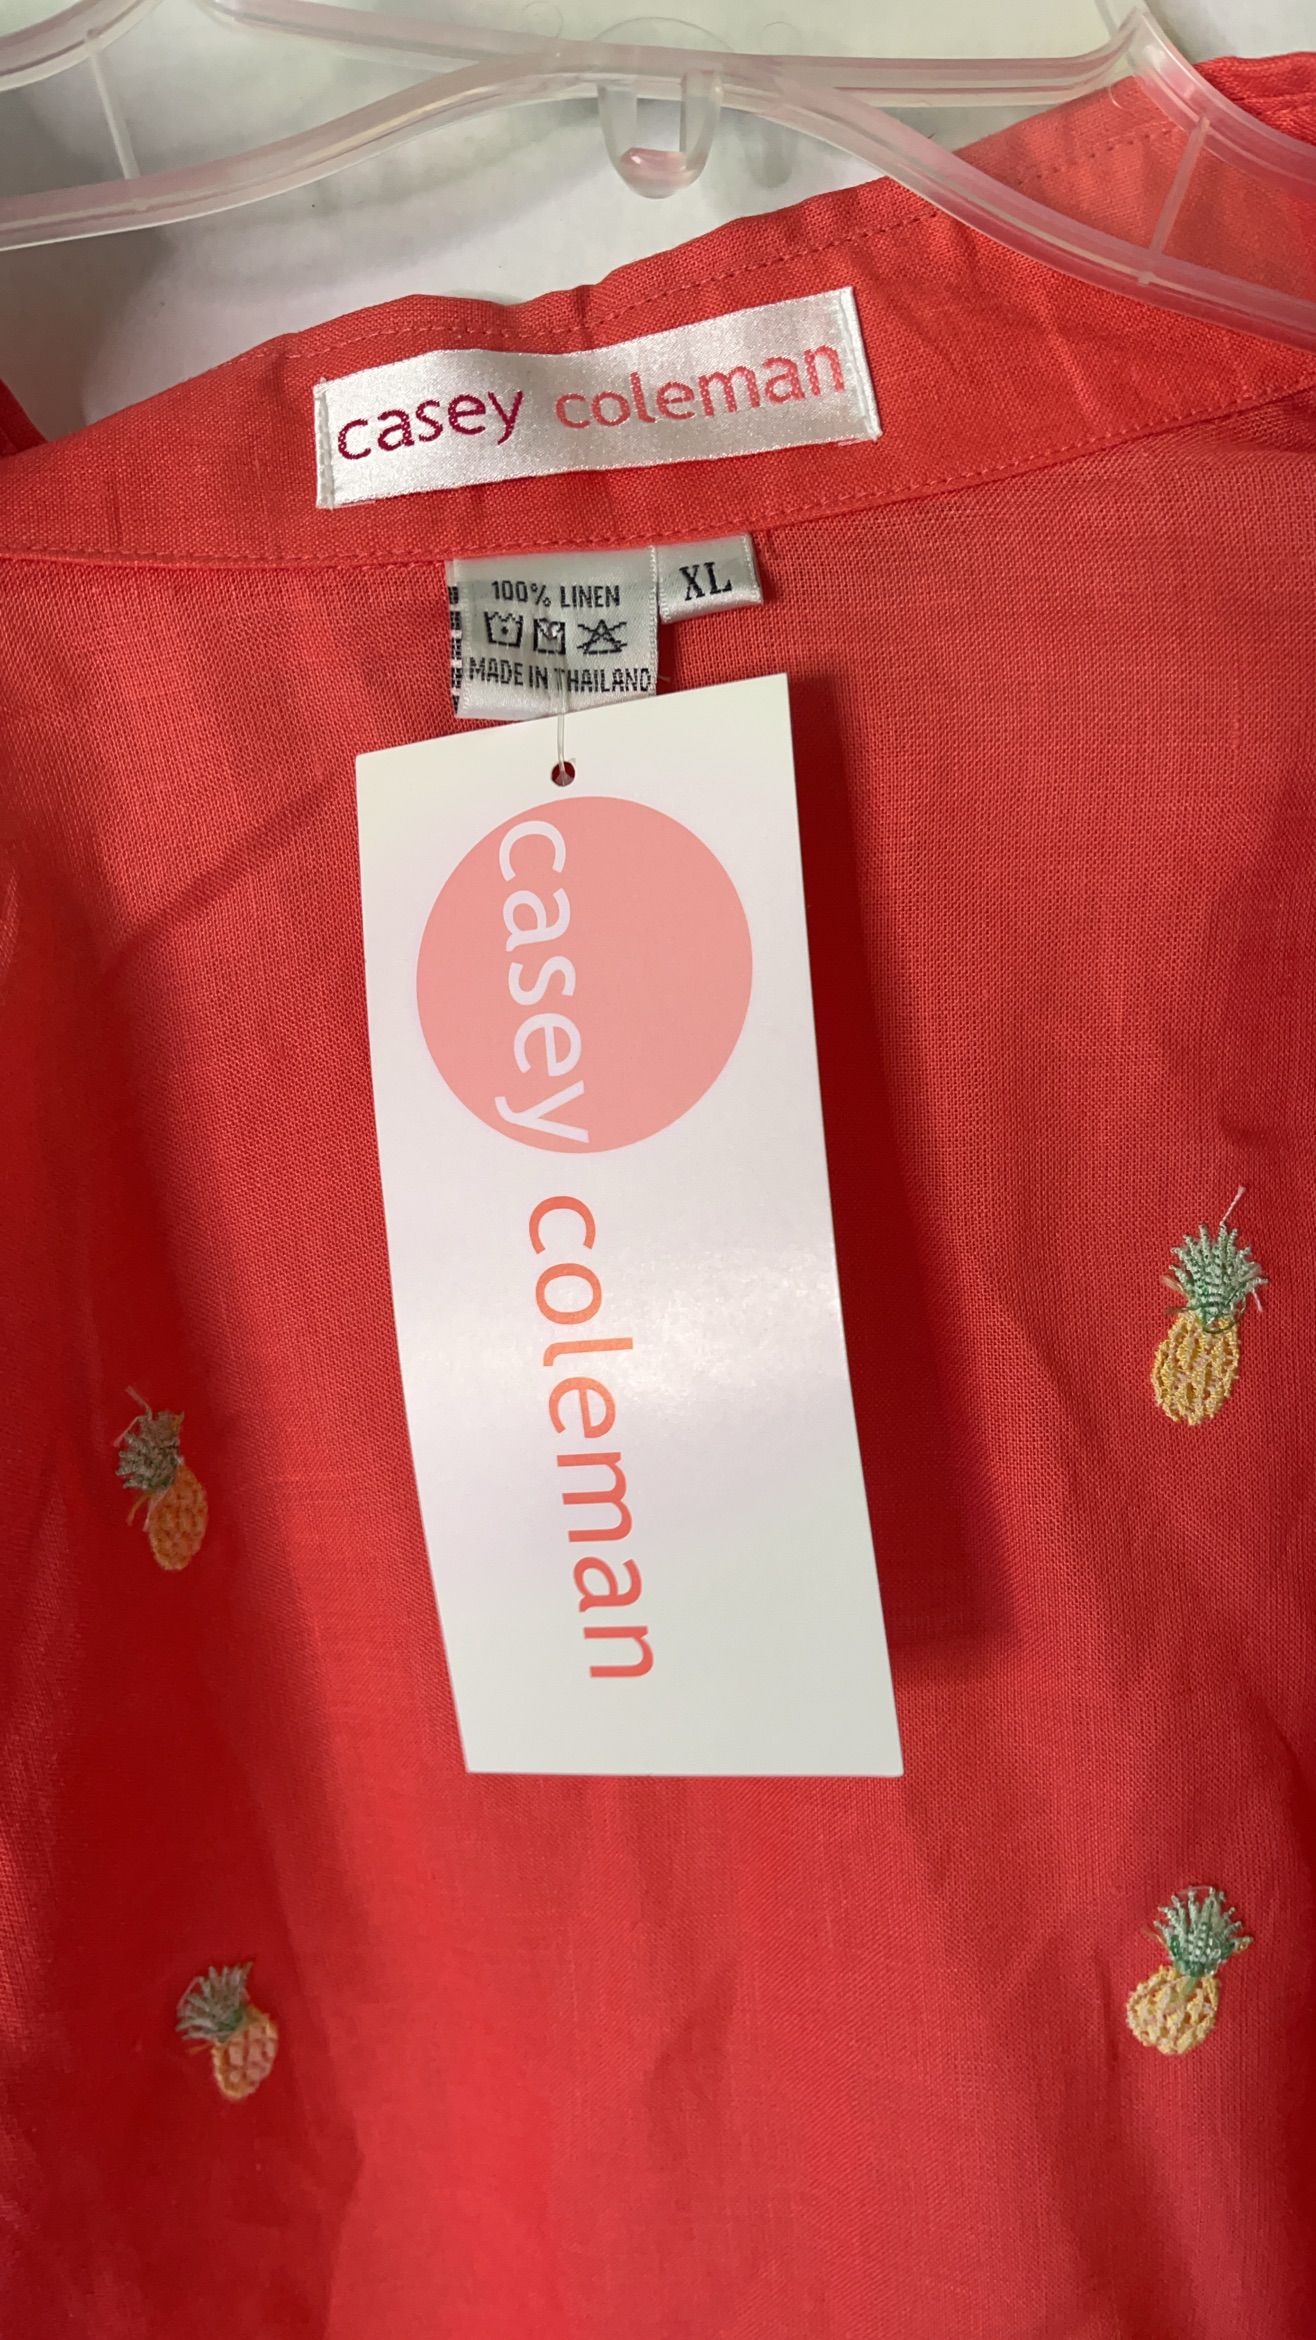 casey coleman
100% LINEN
XL
MADE IN THAILAND
casey coleman